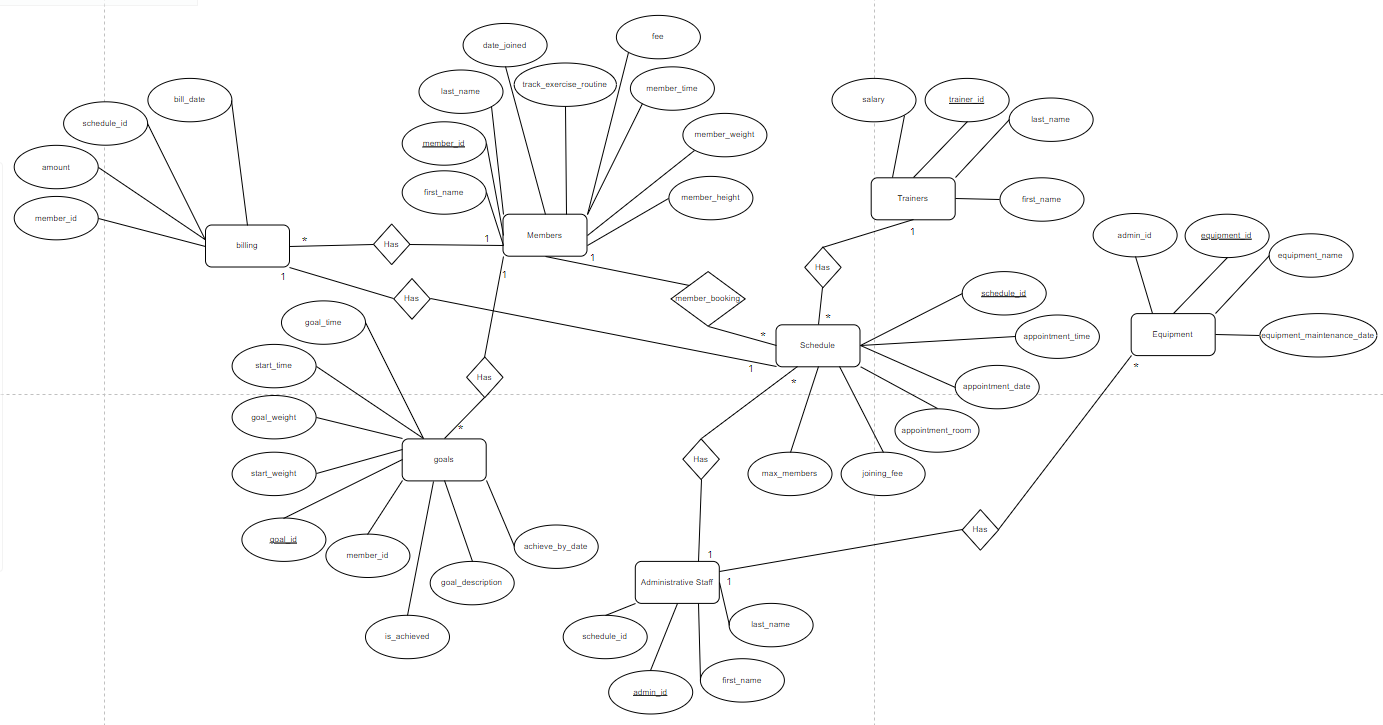 fee
date_joined
track_exercise_routine
member_time
last_name
bill_date
salary
trainer_id
schedule_id
last_name
member_weight
member_id
amount
first_name
member_height
Trainers
first_name
member_id
billing
*
Has
1
Members
1
admin_id
equipment_id
equipment_name
1
1
1
Has
Has
member_booking
schedule_id
goal_time
*
*
Schedule
appointment_time
Equipment
equipment_maintenance_date
start_time
1
*
*
Has
appointment_date
goal_weight
*
appointment_room
goals
Has
start_weight
max_members
joining_fee
goal_id
member_id
achieve_by_date
Has
1
goal_description
Administrative Staff
1
is_achieved
schedule_id
last_name
admin_id
first_name